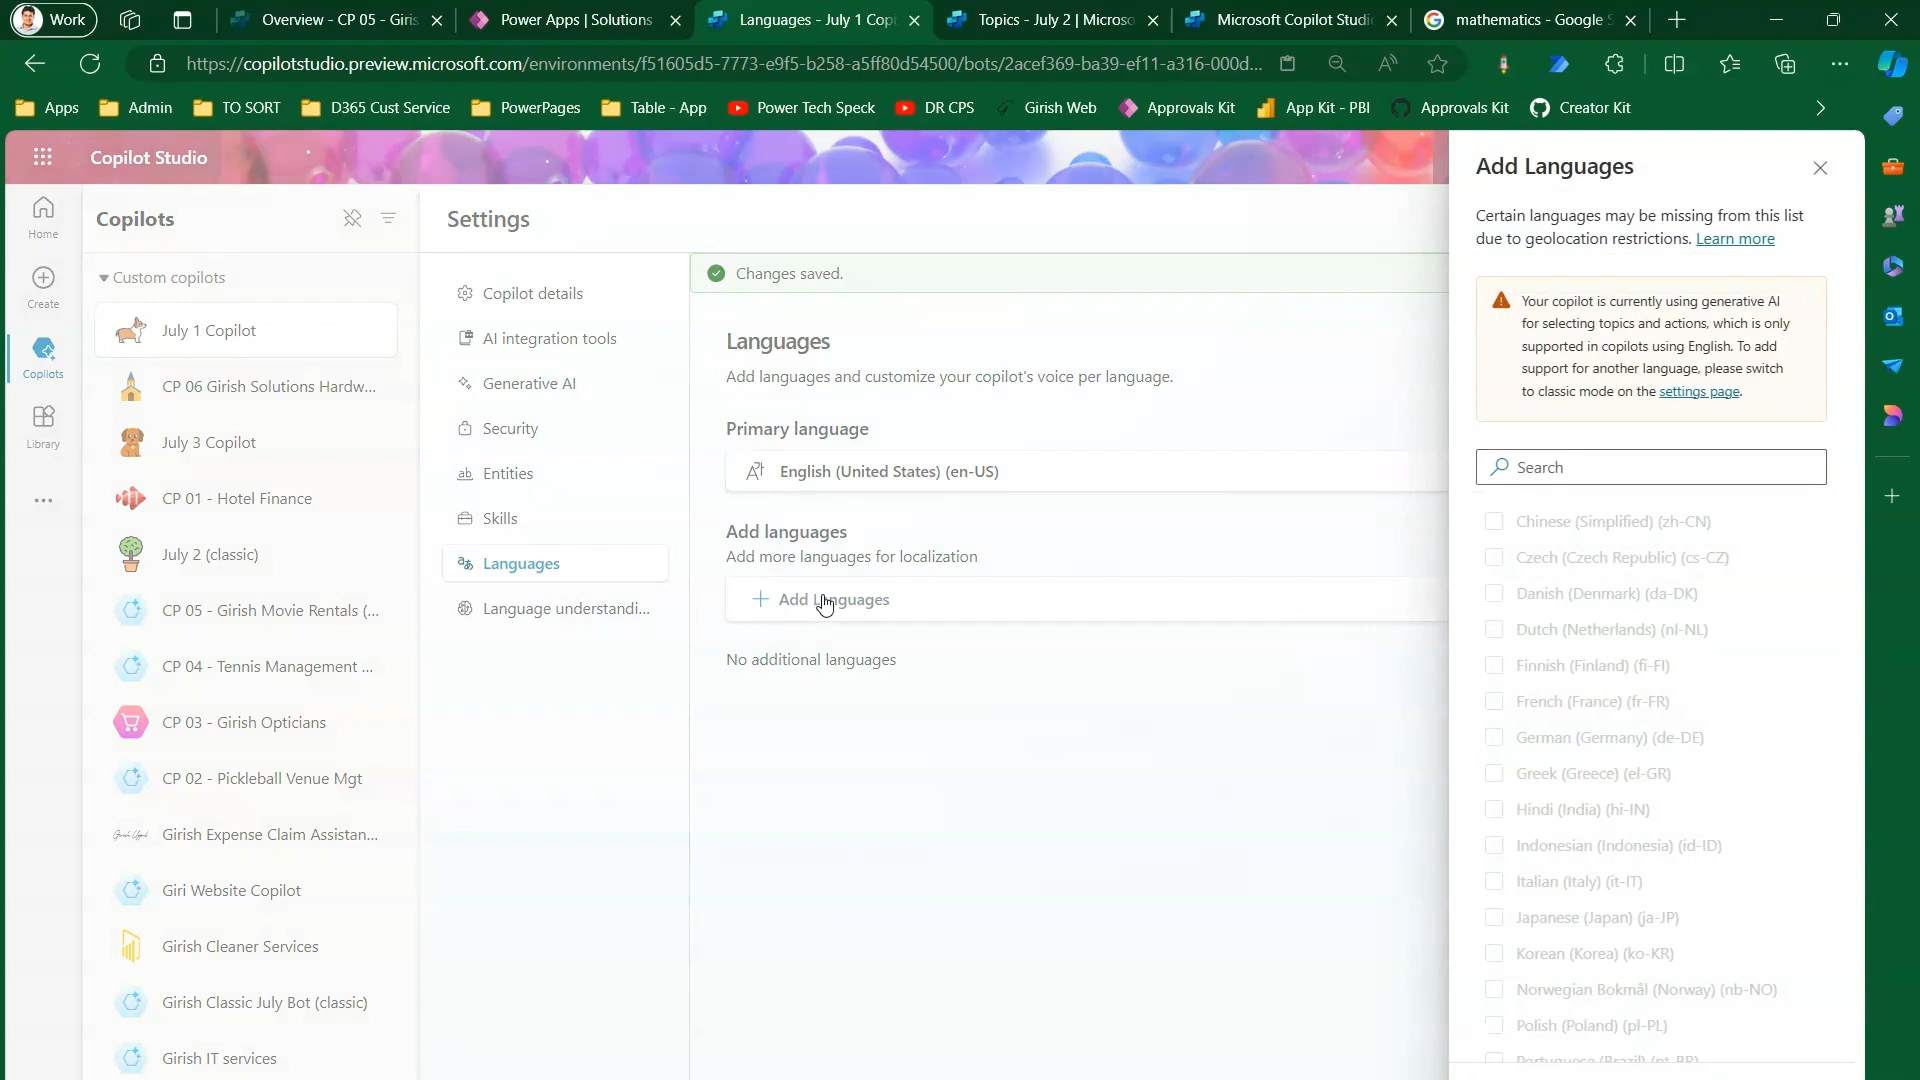 Work
Overview - CP 05 - Giris
Power Apps | Solutions
Languages - July 1 Cop
Topics - July 2 | Microso
Microsoft Copilot Studi
mathematics - Google S
https://copilotstudio.preview.microsoft.com/environments/f51605d5-7773-e9f5-b258-a5ff80d54500/bots/2acef369-ba39-ef11-a316-000d...
Apps
Admin
TO SORT
D365 Cust Service
PowerPages
Table - App
Power Tech Speck
DR CPS
Girish Web
Approvals Kit
App Kit - PBI
Approvals Kit
Creator Kit
Copilot Studio
Home
Create
Copilots
Library
Copilots
Custom copilots
July 1 Copilot
CP 06 Girish Solutions Hardw...
July 3 Copilot
CP 01 - Hotel Finance
July 2 (classic)
CP 05 - Girish Movie Rentals (...
CP 04 - Tennis Management ...
CP 03 - Girish Opticians
CP 02 - Pickleball Venue Mgt
Girish Expense Claim Assistan...
Giri Website Copilot
Girish Cleaner Services
Girish Classic July Bot (classic)
Girish IT services
Settings
Copilot details
AI integration tools
Generative AI
Security
Entities
Skills
Languages
Language understandi...
Changes saved.
Languages
Add languages and customize your copilot's voice per language.
Primary language
English (United States) (en-US)
Add languages
Add more languages for localization
Add languages
No additional languages
Add Languages
Certain languages may be missing from this list
due to geolocation restrictions. Learn more
Your copilot is currently using generative AI
for selecting topics and actions, which is only
supported in copilots using English. To add
support for another language, please switch
to classic mode on the settings page.
Search
Chinese (Simplified) (zh-CN)
Czech (Czech Republic) (cs-CZ)
Danish (Denmark) (da-DK)
Dutch (Netherlands) (nl-NL)
Finnish (Finland) (fi-FI)
French (France) (fr-FR)
German (Germany) (de-DE)
Greek (Greece) (el-GR)
Hindi (India) (hi-IN)
Indonesian (Indonesia) (id-ID)
Italian (Italy) (it-IT)
Japanese (Japan) (ja-JP)
Korean (Korea) (ko-KR)
Norwegian Bokmål (Norway) (nb-NO)
Polish (Poland) (pl-PL)
Portuguese (Brazil) (pt-BR)